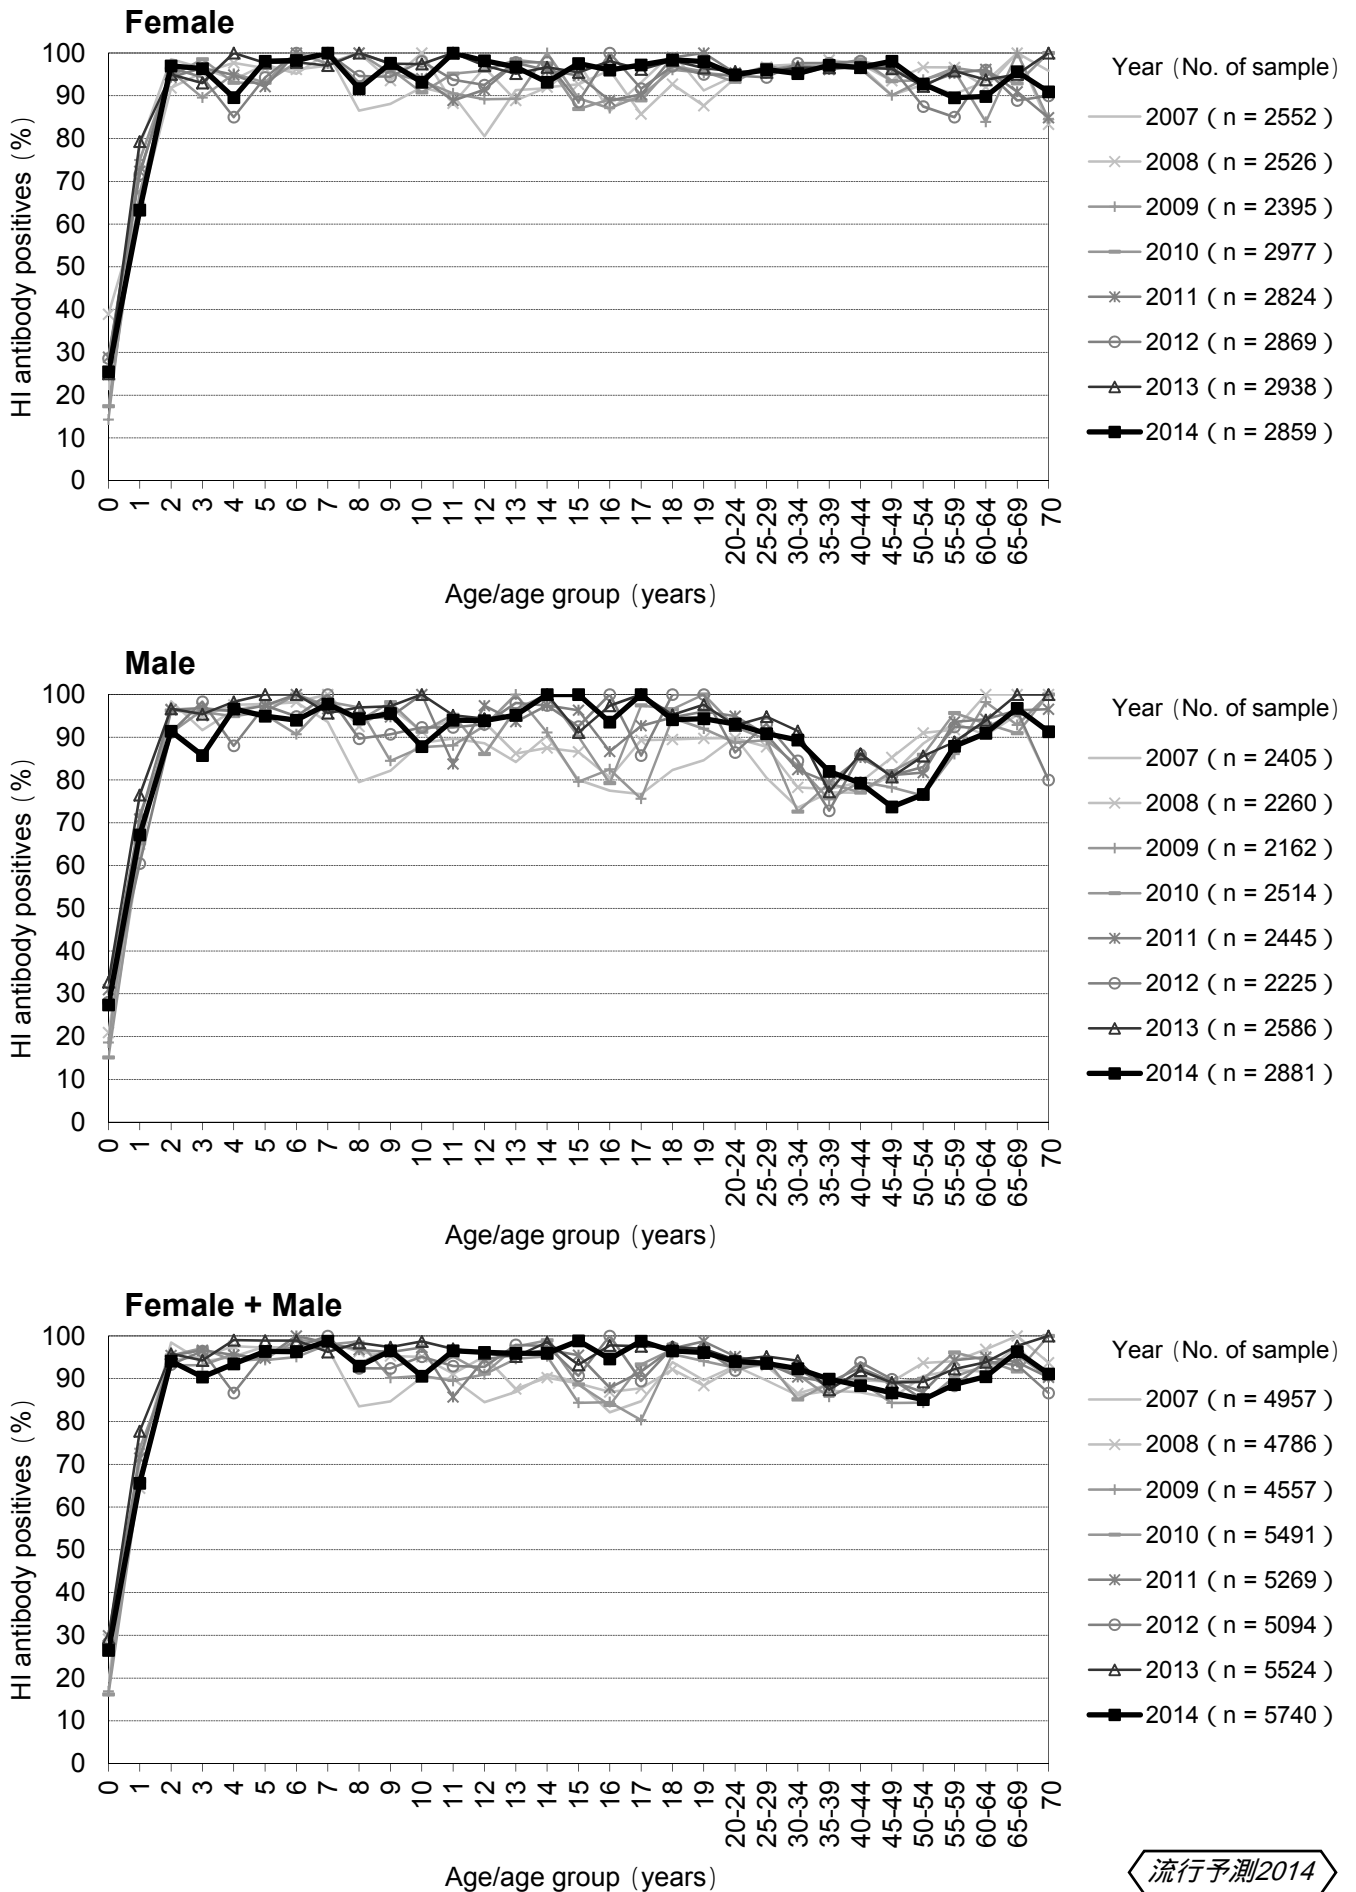 Female
HI antibody positives (%)
100
90
80
70
60
50
40
30
20
10
0
0 1 2 3 4 5 6 7 8 9 10 11 12 13 14 15 16 17 18 19 20-24 25-29 30-34 35-39 40-44 45-49 50-54 55-59 60-64 65-69 70
Age/age group (years)
Year (No. of sample)
2007 ( n = 2552 )
2008 ( n = 2526 )
2009 ( n = 2395 )
2010 ( n = 2977 )
2011 ( n = 2824 )
2012 ( n = 2869 )
2013 ( n = 2938 )
2014 ( n = 2859 )
Male
HI antibody positives (%)
100
90
80
70
60
50
40
30
20
10
0
0 1 2 3 4 5 6 7 8 9 10 11 12 13 14 15 16 17 18 19 20-24 25-29 30-34 35-39 40-44 45-49 50-54 55-59 60-64 65-69 70
Age/age group (years)
Year (No. of sample)
2007 ( n = 2405 )
2008 ( n = 2260 )
2009 ( n = 2162 )
2010 ( n = 2514 )
2011 ( n = 2445 )
2012 ( n = 2225 )
2013 ( n = 2586 )
2014 ( n = 2881 )
Female + Male
HI antibody positives (%)
100
90
80
70
60
50
40
30
20
10
0
0 1 2 3 4 5 6 7 8 9 10 11 12 13 14 15 16 17 18 19 20-24 25-29 30-34 35-39 40-44 45-49 50-54 55-59 60-64 65-69 70
Age/age group (years)
Year (No. of sample)
2007 ( n = 4957 )
2008 ( n = 4786 )
2009 ( n = 4557 )
2010 ( n = 5491 )
2011 ( n = 5269 )
2012 ( n = 5094 )
2013 ( n = 5524 )
2014 ( n = 5740 )
流行予測2014